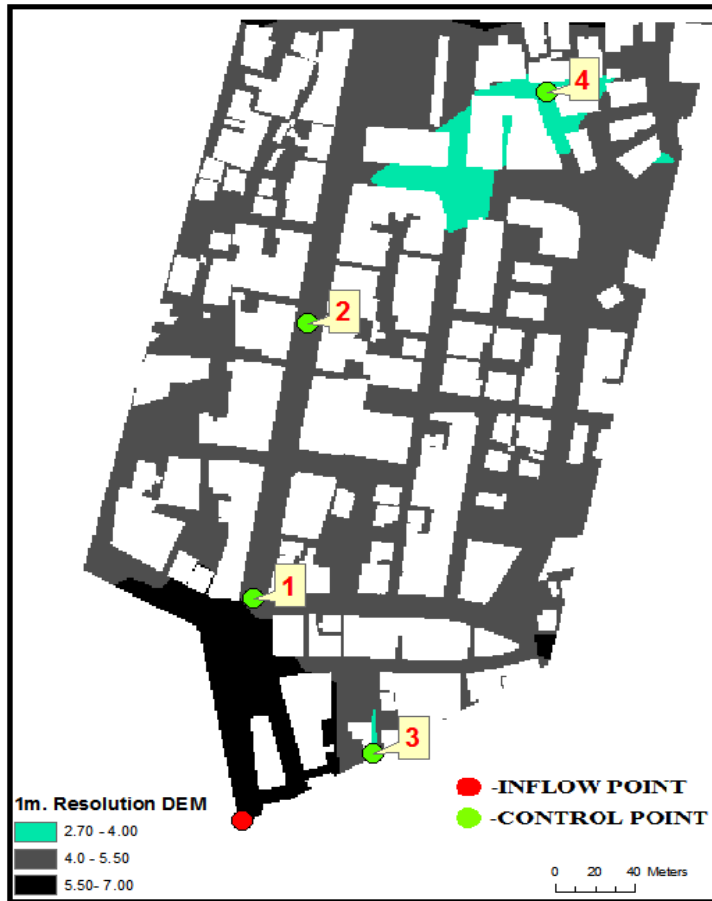 4
2
1
3
1m. Resolution DEM
2.70 - 4.00
4.0 - 5.50
5.50- 7.00
-INFLOW POINT
-CONTROL POINT
0 20 40 Meters